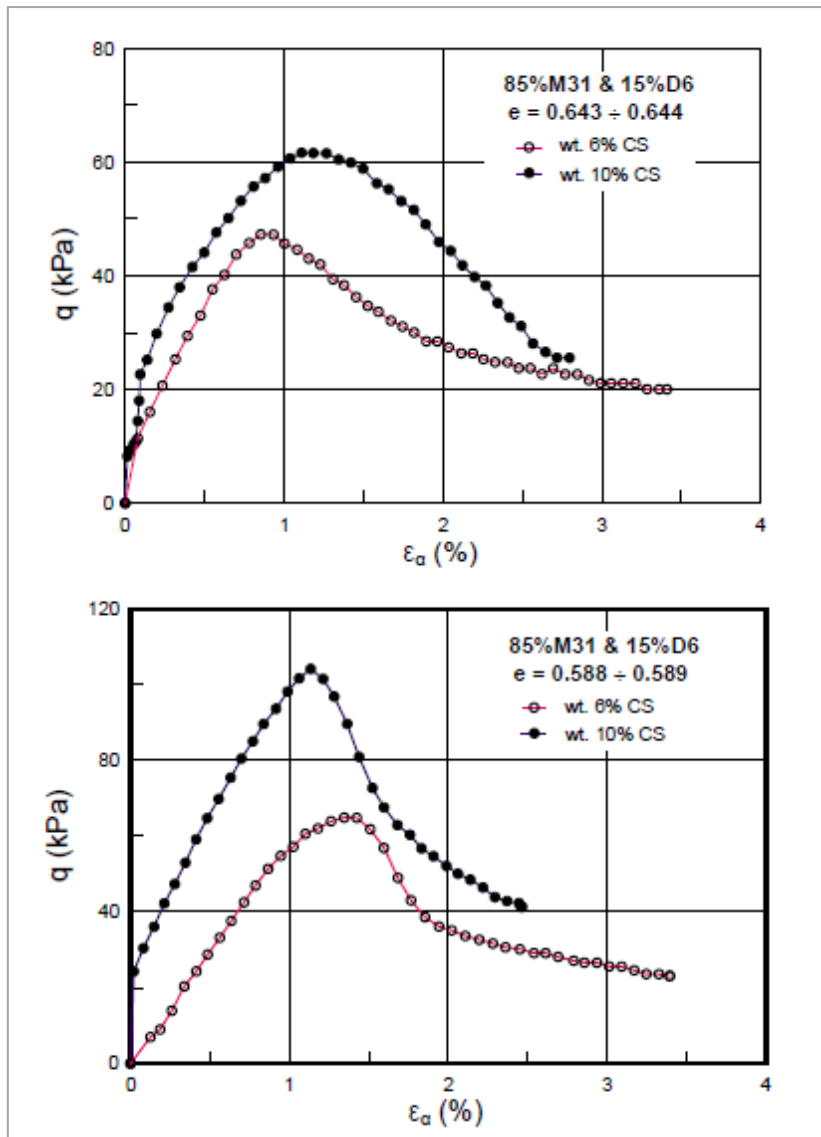 80
85%M31 & 15%D6
e = 0.643 ÷ 0.644
wt. 6% CS
wt. 10% CS
60
q (kPa)
40
20
0
0 1 2 3 4
εα (%)
120
85%M31 & 15%D6
e = 0.588 ÷ 0.589
wt. 6% CS
wt. 10% CS
80
q (kPa)
40
0
0 1 2 3 4
εα (%)